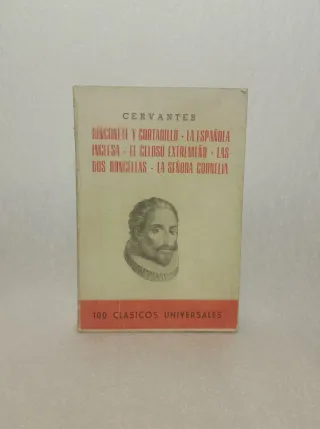 CERVANTES
RINCONETE Y CORTADILLO - LA ESPAÑOLA
INGLESA - EL CELOSO EXTREMEÑO - LAS
DOS DONCELLAS - LA SEÑORA CORNELIA
100 CLASICOS UNIVERSALES